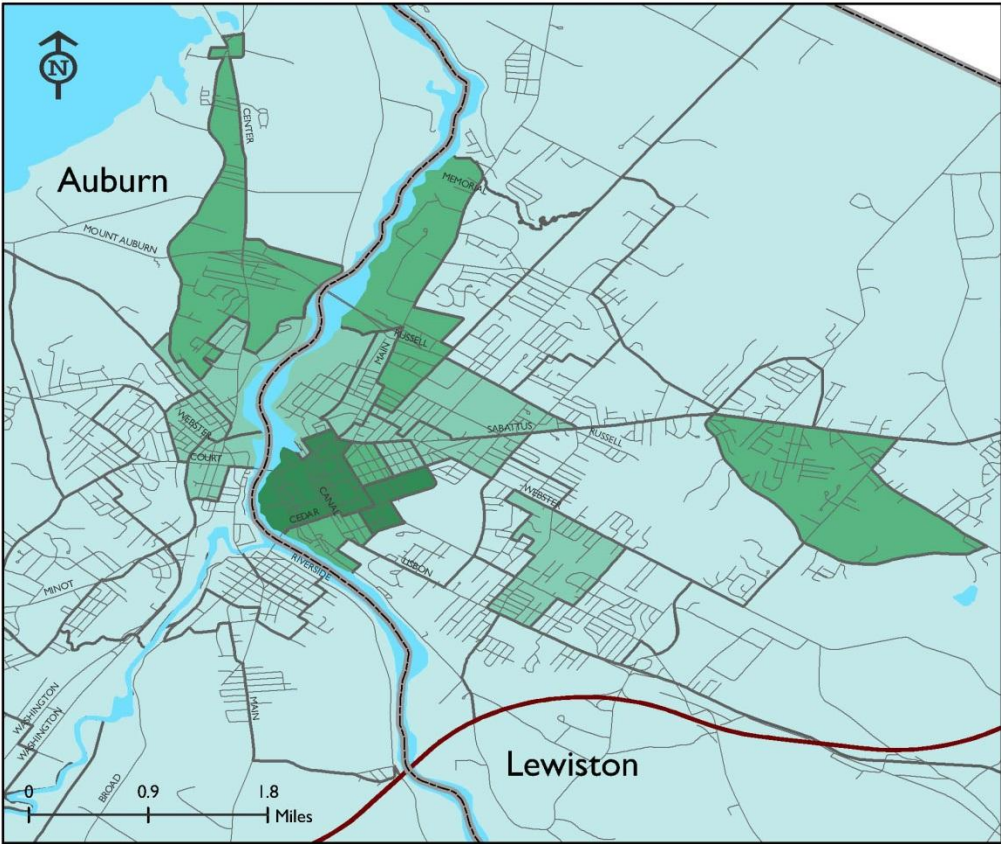 N
CENTER
Auburn
MEMORIAL
MOUNT AUBURN
RUSSELL
MAIN
WEBSTER
SABATTUS
RUSSELL
COURT
WEBSTER
CANAL
CEDAR
LISBON
RIVERSIDE
MINOT
WASHINGTON
WASHINGTON
MAIN
BROAD
Lewiston
0 0.9 1.8
Miles